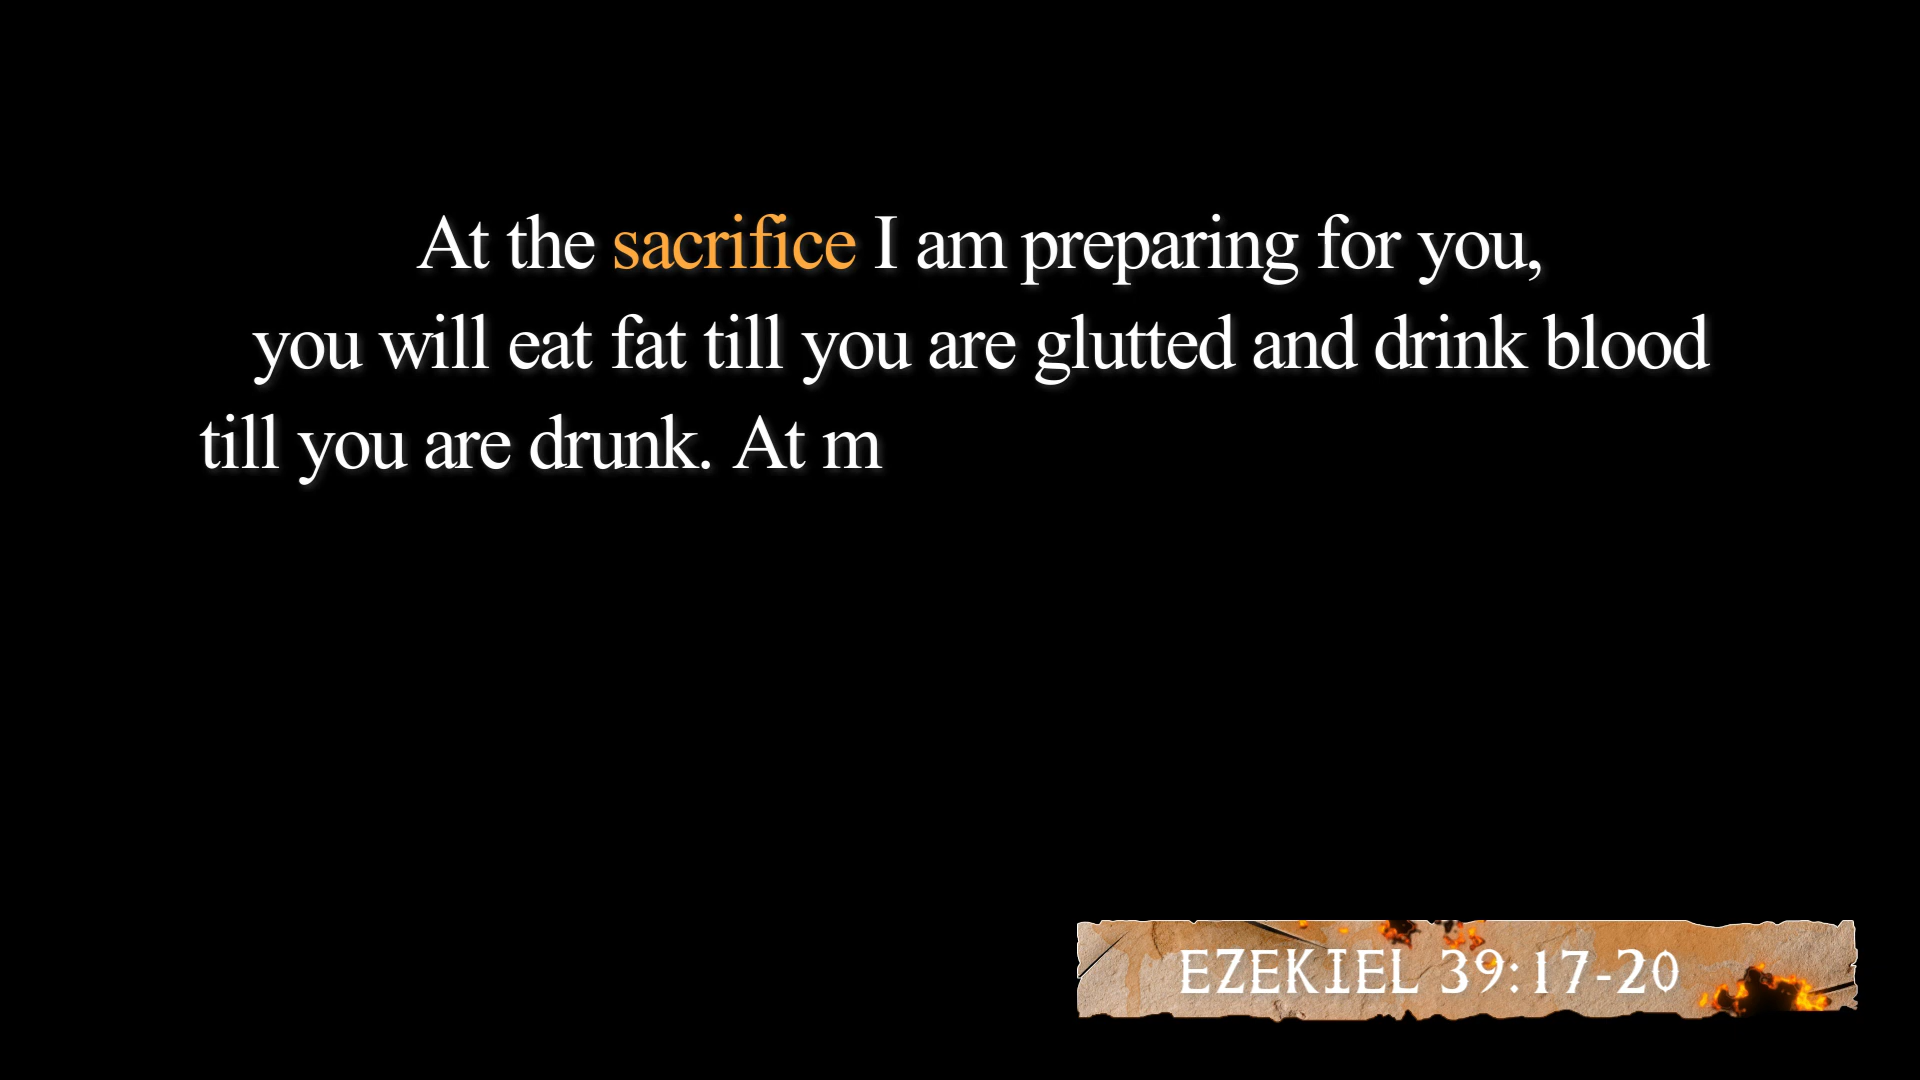 At the sacrifice I am preparing for you,
you will eat fat till you are glutted and drink blood
till you are drunk. At m
EZEKIEL 39:17-20